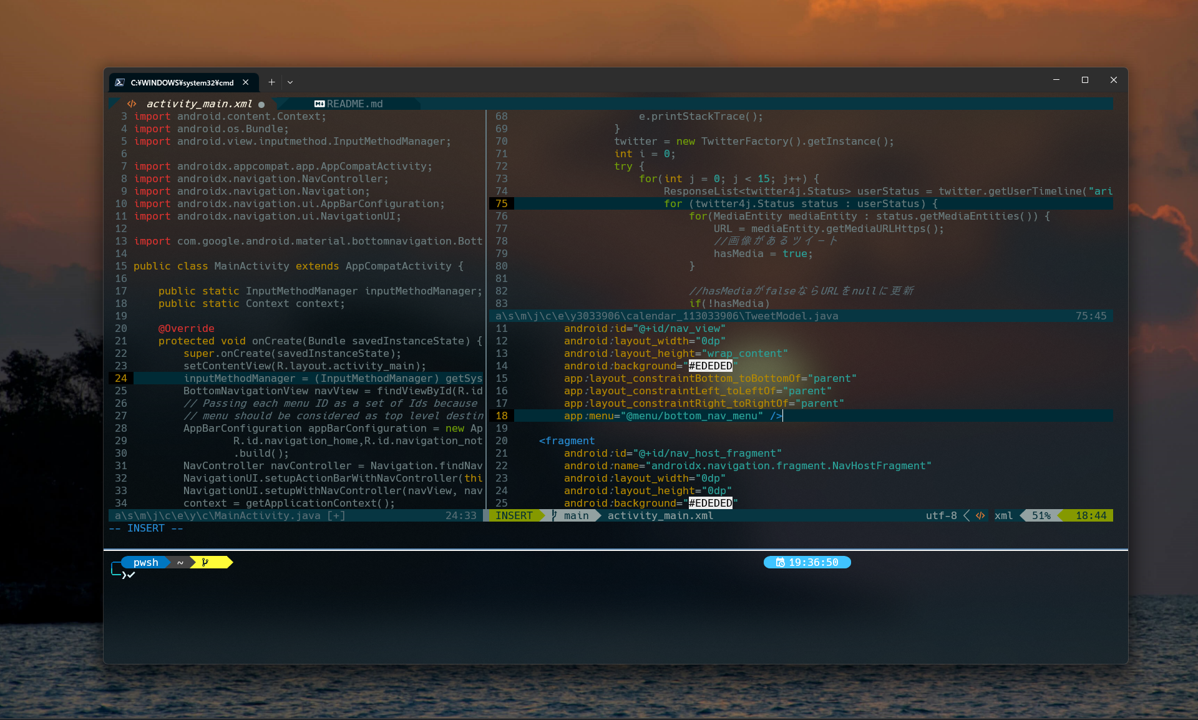 C:¥WINDOWS¥system32¥cmd
activity_main.xml ●
README.md
3 import android.content.Context;
4 import android.os.Bundle;
5 import android.view.inputmethod.InputMethodManager;
6
7 import androidx.appcompat.app.AppCompatActivity;
8 import androidx.navigation.NavController;
9 import androidx.navigation.Navigation;
10 import androidx.navigation.ui.AppBarConfiguration;
11 import androidx.navigation.ui.NavigationUI;
12
13 import com.google.android.material.bottomnavigation.Bott
14
15 public class MainActivity extends AppCompatActivity {
16
17 public static InputMethodManager inputMethodManager;
18 public static Context context;
19
20 @Override
21 protected void onCreate(Bundle savedInstanceState) {
22 super.onCreate(savedInstanceState);
23 setContentView(R.layout.activity_main);
24 inputMethodManager = (InputMethodManager) getSys
25 BottomNavigationView navView = findViewById(R.id
26 // Passing each menu ID as a set of Ids because
27 // menu should be considered as top level destin
28 AppBarConfiguration appBarConfiguration = new Ap
29 R.id.navigation_home,R.id.navigation_not
30 .build();
31 NavController navController = Navigation.findNav
32 NavigationUI.setupActionBarWithNavController(thi
33 NavigationUI.setupWithNavController(navView, nav
34 context = getApplicationContext();
a\s\m\j\c\e\y\c\MainActivity.java [+] 24:33
68 e.printStackTrace();
69 }
70 twitter = new TwitterFactory().getInstance();
71 int i = 0;
72 try {
73 for(int j = 0; j < 15; j++) {
74 ResponseList<twitter4j.Status> userStatus = twitter.getUserTimeline("ari
75 for (twitter4j.Status status : userStatus) {
76 for(MediaEntity mediaEntity : status.getMediaEntities()) {
77 URL = mediaEntity.getMediaURLHttps();
78 //画像があるツイート
79 hasMedia = true;
80 }
81
82 //hasMediaがfalseならURLをnullに更新
83 if(!hasMedia)
a\s\m\j\c\e\y3033906\calendar_113033906\TweetModel.java 75:45
11 android:id="@+id/nav_view"
12 android:layout_width="0dp"
13 android:layout_height="wrap_content"
14 android:background="#EDEDED"
15 app:layout_constraintBottom_toBottomOf="parent"
16 app:layout_constraintLeft_toLeftOf="parent"
17 app:layout_constraintRight_toRightOf="parent"
18 app:menu="@menu/bottom_nav_menu" />
19
20 <fragment
21 android:id="@+id/nav_host_fragment"
22 android:name="androidx.navigation.fragment.NavHostFragment"
23 android:layout_width="0dp"
24 android:layout_height="0dp"
25 android:background="#EDEDED"
INSERT main activity_main.xml utf-8 xml 51% 18:44
-- INSERT --
pwsh ~ 19:36:50